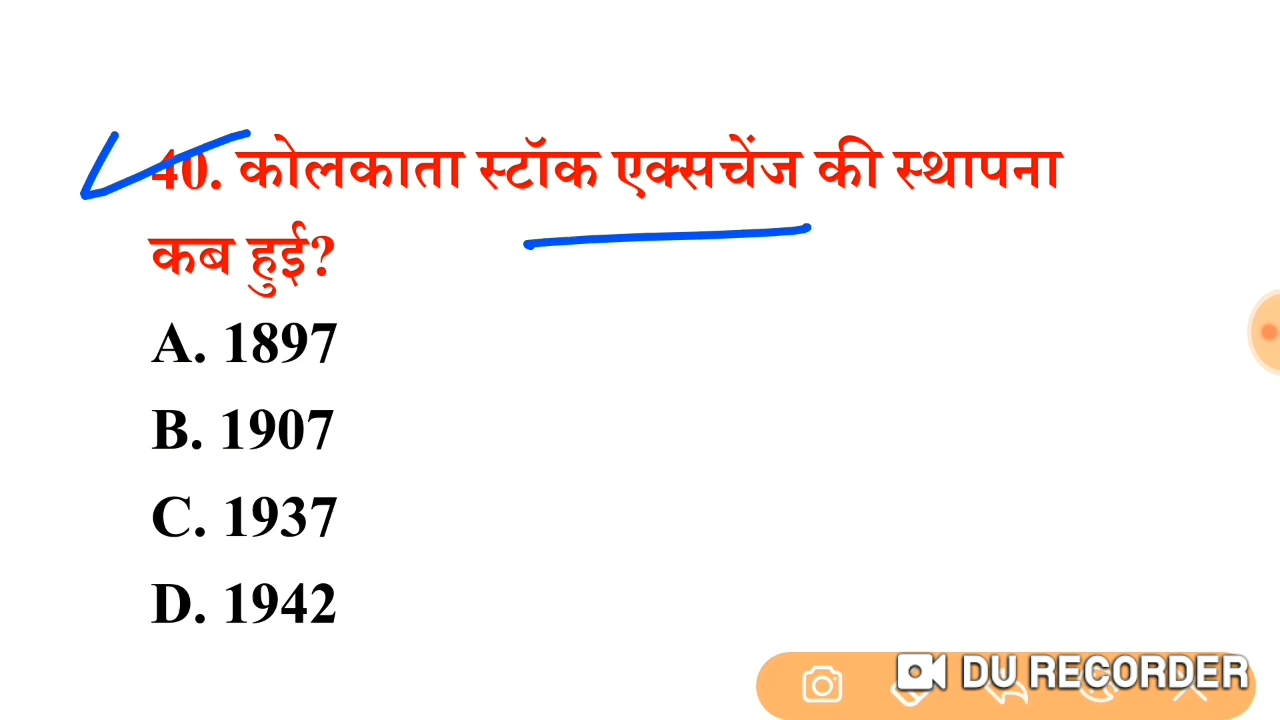 40. कोलकाता स्टॉक एक्सचेंज की स्थापना
कब हुई?
A. 1897
B. 1907
C. 1937
D. 1942
DU RECORDER